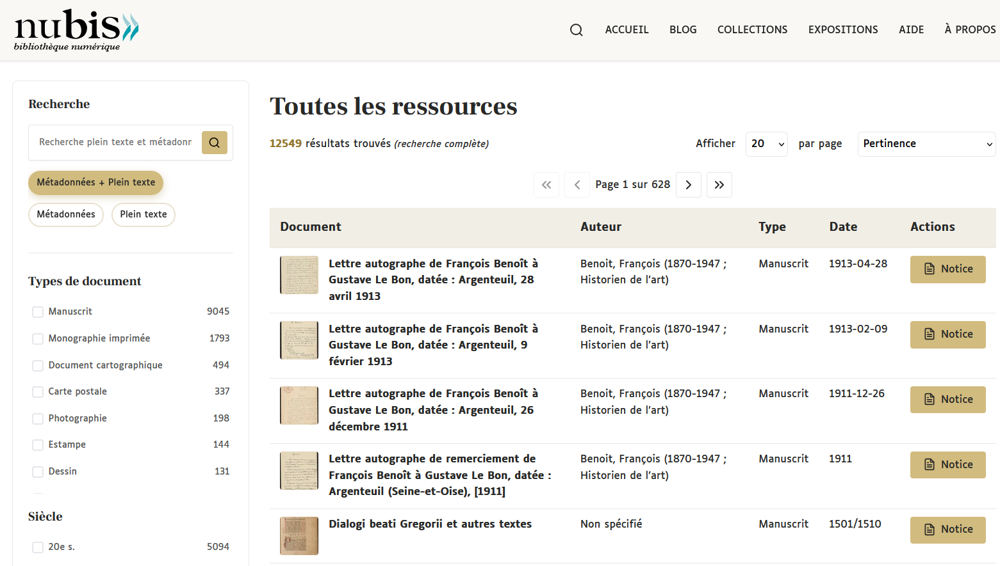 nubis
bibliothèque numérique
ACCUEIL BLOG COLLECTIONS EXPOSITIONS AIDE À PROPOS
Recherche
Recherche plein texte et métadonn
Métadonnées + Plein texte
Métadonnées Plein texte
Types de document
Manuscrit 9045
Monographie imprimée 1793
Document cartographique 494
Carte postale 337
Photographie 198
Estampe 144
Dessin 131
Siècle
20e s. 5094
Toutes les ressources
12549 résultats trouvés (recherche complète)
Afficher 20 par page Pertinence
Page 1 sur 628
Document Auteur Type Date Actions
Lettre autographe de François Benoît à
Gustave Le Bon, datée : Argenteuil, 28
avril 1913
Benoit, François (1870-1947 ;
Historien de l'art)
Manuscrit
1913-04-28
Notice
Lettre autographe de François Benoît à
Gustave Le Bon, datée : Argenteuil, 9
février 1913
Benoit, François (1870-1947 ;
Historien de l'art)
Manuscrit
1913-02-09
Notice
Lettre autographe de François Benoît à
Gustave Le Bon, datée : Argenteuil, 26
décembre 1911
Benoit, François (1870-1947 ;
Historien de l'art)
Manuscrit
1911-12-26
Notice
Lettre autographe de remerciement de
François Benoît à Gustave Le Bon, datée :
Argenteuil (Seine-et-Oise), [1911]
Benoit, François (1870-1947 ;
Historien de l'art)
Manuscrit
1911
Notice
Dialogi beati Gregorii et autres textes
Non spécifié
Manuscrit
1501/1510
Notice